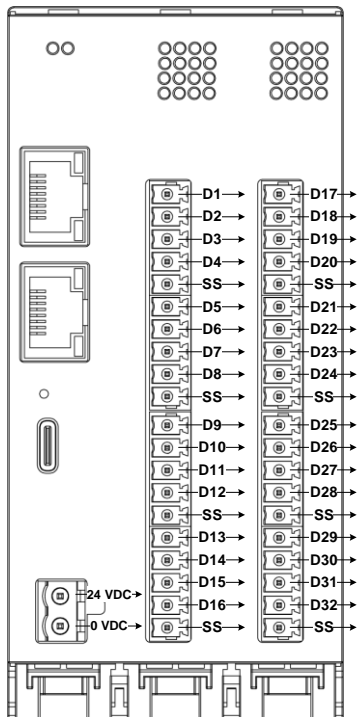 D1 D17
D2 D18
D3 D19
D4 D20
SS SS
D5 D21
D6 D22
D7 D23
D8 D24
SS SS
D9 D25
D10 D26
D11 D27
D12 D28
SS SS
D13 D29
D14 D30
24 VDC D15 D31
D16 D32
0 VDC SS SS